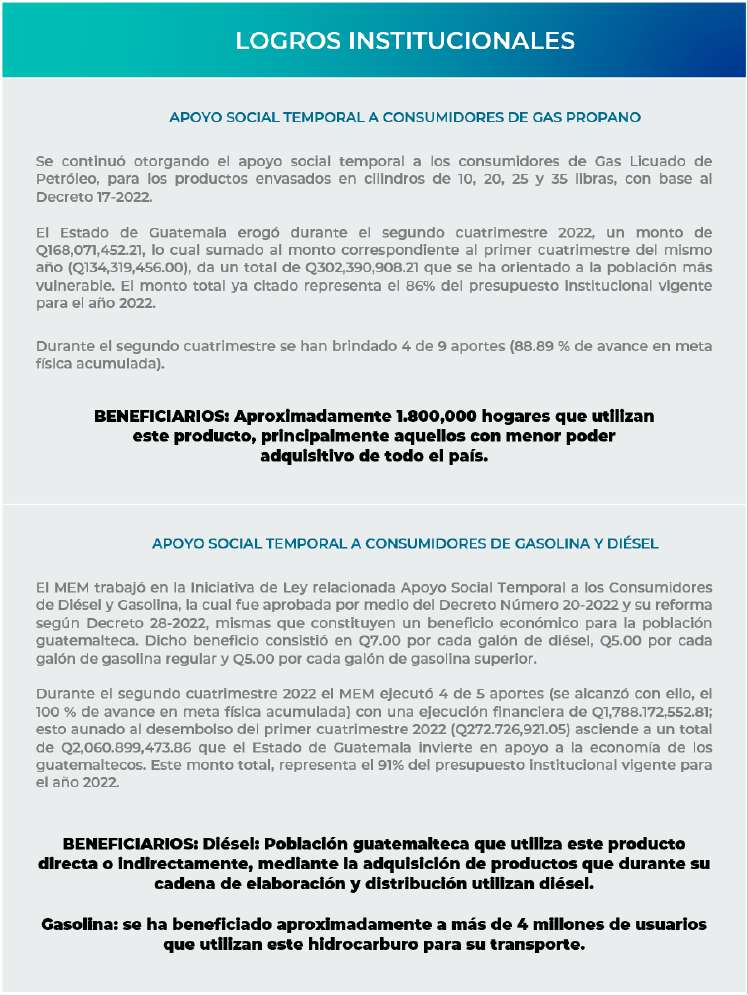 LOGROS INSTITUCIONALES
APOYO SOCIAL TEMPORAL A CONSUMIDORES DE GAS PROPANO
Se continuó otorgando el apoyo social temporal a los consumidores de Gas Licuado de
Petróleo, para los productos envasados en cilindros de 10, 20, 25 y 35 libras, con base al
Decreto 17-2022.
El Estado de Guatemala erogó durante el segundo cuatrimestre 2022, un monto de
Q168,071,452.21, lo cual sumado al monto correspondiente al primer cuatrimestre del mismo
año (Q134,319,456.00), da un total de Q302,390,908.21 que se ha orientado a la población más
vulnerable. El monto total ya citado representa el 86% del presupuesto institucional vigente
para el año 2022.
Durante el segundo cuatrimestre se han brindado 4 de 9 aportes (88.89 % de avance en meta
física acumulada).
BENEFICIARIOS: Aproximadamente 1.800,000 hogares que utilizan
este producto, principalmente aquellos con menor poder
adquisitivo de todo el país.
APOYO SOCIAL TEMPORAL A CONSUMIDORES DE GASOLINA Y DIÉSEL
El MEM trabajó en la Iniciativa de Ley relacionada Apoyo Social Temporal a los Consumidores
de Diésel y Gasolina, la cual fue aprobada por medio del Decreto Número 20-2022 y su reforma
según Decreto 28-2022, mismas que constituyen un beneficio económico para la población
guatemalteca. Dicho beneficio consistió en Q7.00 por cada galón de diésel, Q5.00 por cada
galón de gasolina regular y Q5.00 por cada galón de gasolina superior.
Durante el segundo cuatrimestre 2022 el MEM ejecutó 4 de 5 aportes (se alcanzó con ello, el
100 % de avance en meta física acumulada) con una ejecución financiera de Q1,788.172,552.81;
esto aunado al desembolso del primer cuatrimestre 2022 (Q272.726,921.05) asciende a un total
de Q2,060.899,473.86 que el Estado de Guatemala invierte en apoyo a la economía de los
guatemaltecos. Este monto total, representa el 91% del presupuesto institucional vigente para
el año 2022.
BENEFICIARIOS: Diésel: Población guatemalteca que utiliza este producto
directa o indirectamente, mediante la adquisición de productos que durante su
cadena de elaboración y distribución utilizan diésel.
Gasolina: se ha beneficiado aproximadamente a más de 4 millones de usuarios
que utilizan este hidrocarburo para su transporte.